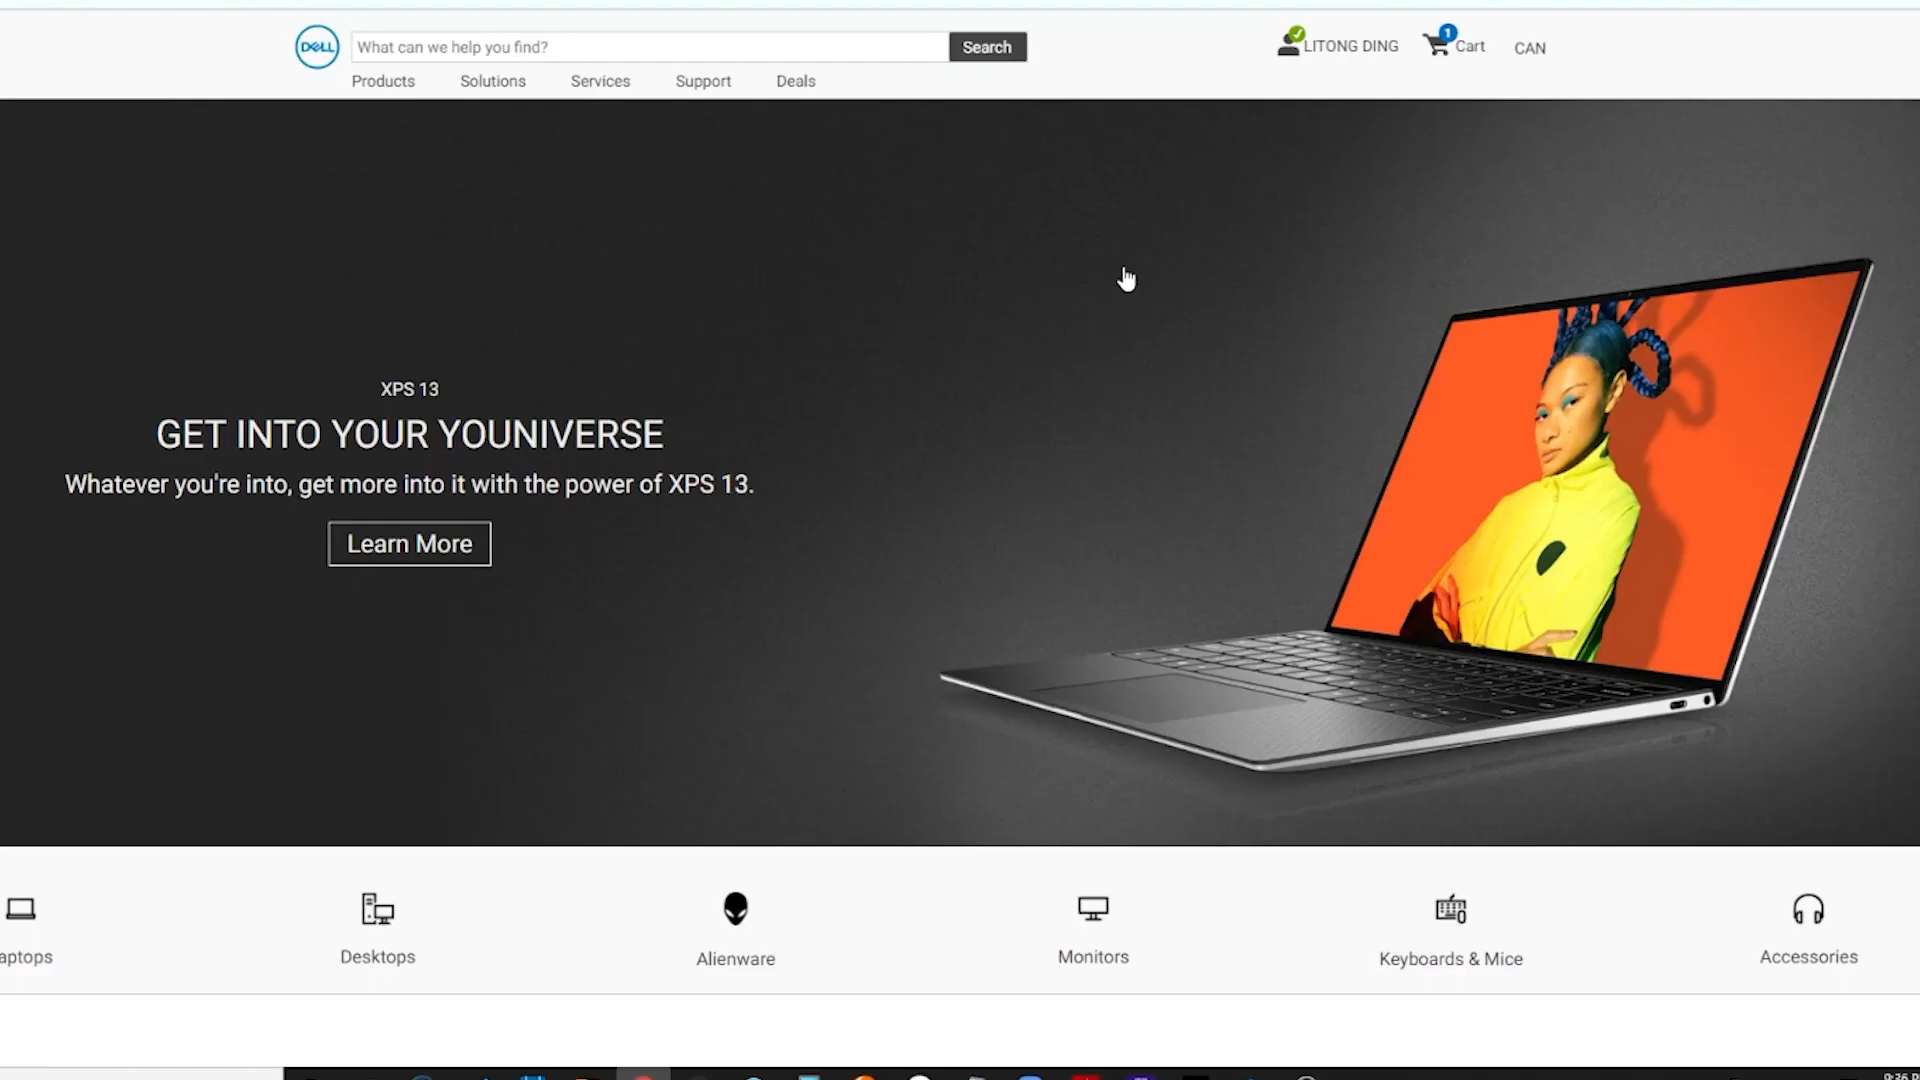 DELL
What can we help you find?
Search
LITONG DING
1
Cart
CAN
Products
Solutions
Services
Support
Deals
XPS 13
GET INTO YOUR YOUNIVERSE
Whatever you're into, get more into it with the power of XPS 13.
Learn More
aptops
Desktops
Alienware
Monitors
Keyboards & Mice
Accessories